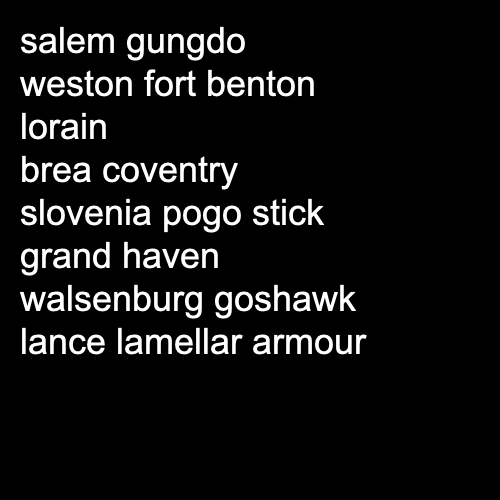 salem gungdo
weston fort benton
lorain
brea coventry
slovenia pogo stick
grand haven
walsenburg goshawk
lance lamellar armour